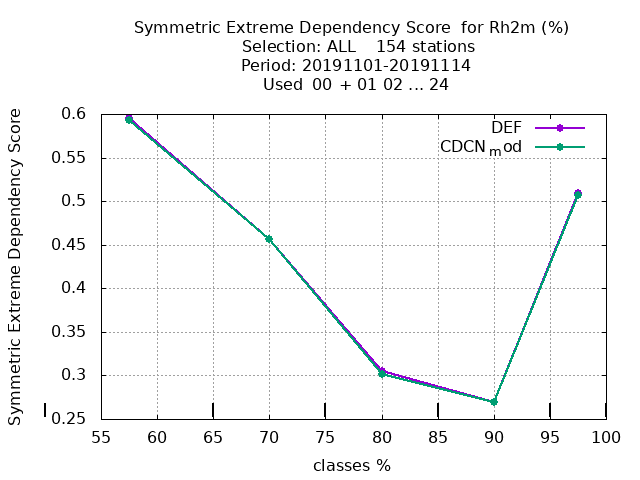 Symmetric Extreme Dependency Score for Rh2m (%)
Selection: ALL 154 stations
Period: 20191101-20191114
Used 00 + 01 02 ... 24
Symmetric Extreme Dependency Score
0.6
0.55
0.5
0.45
0.4
0.35
0.3
0.25
DEF
CDCNmod
55 60 65 70 75 80 85 90 95 100
classes %